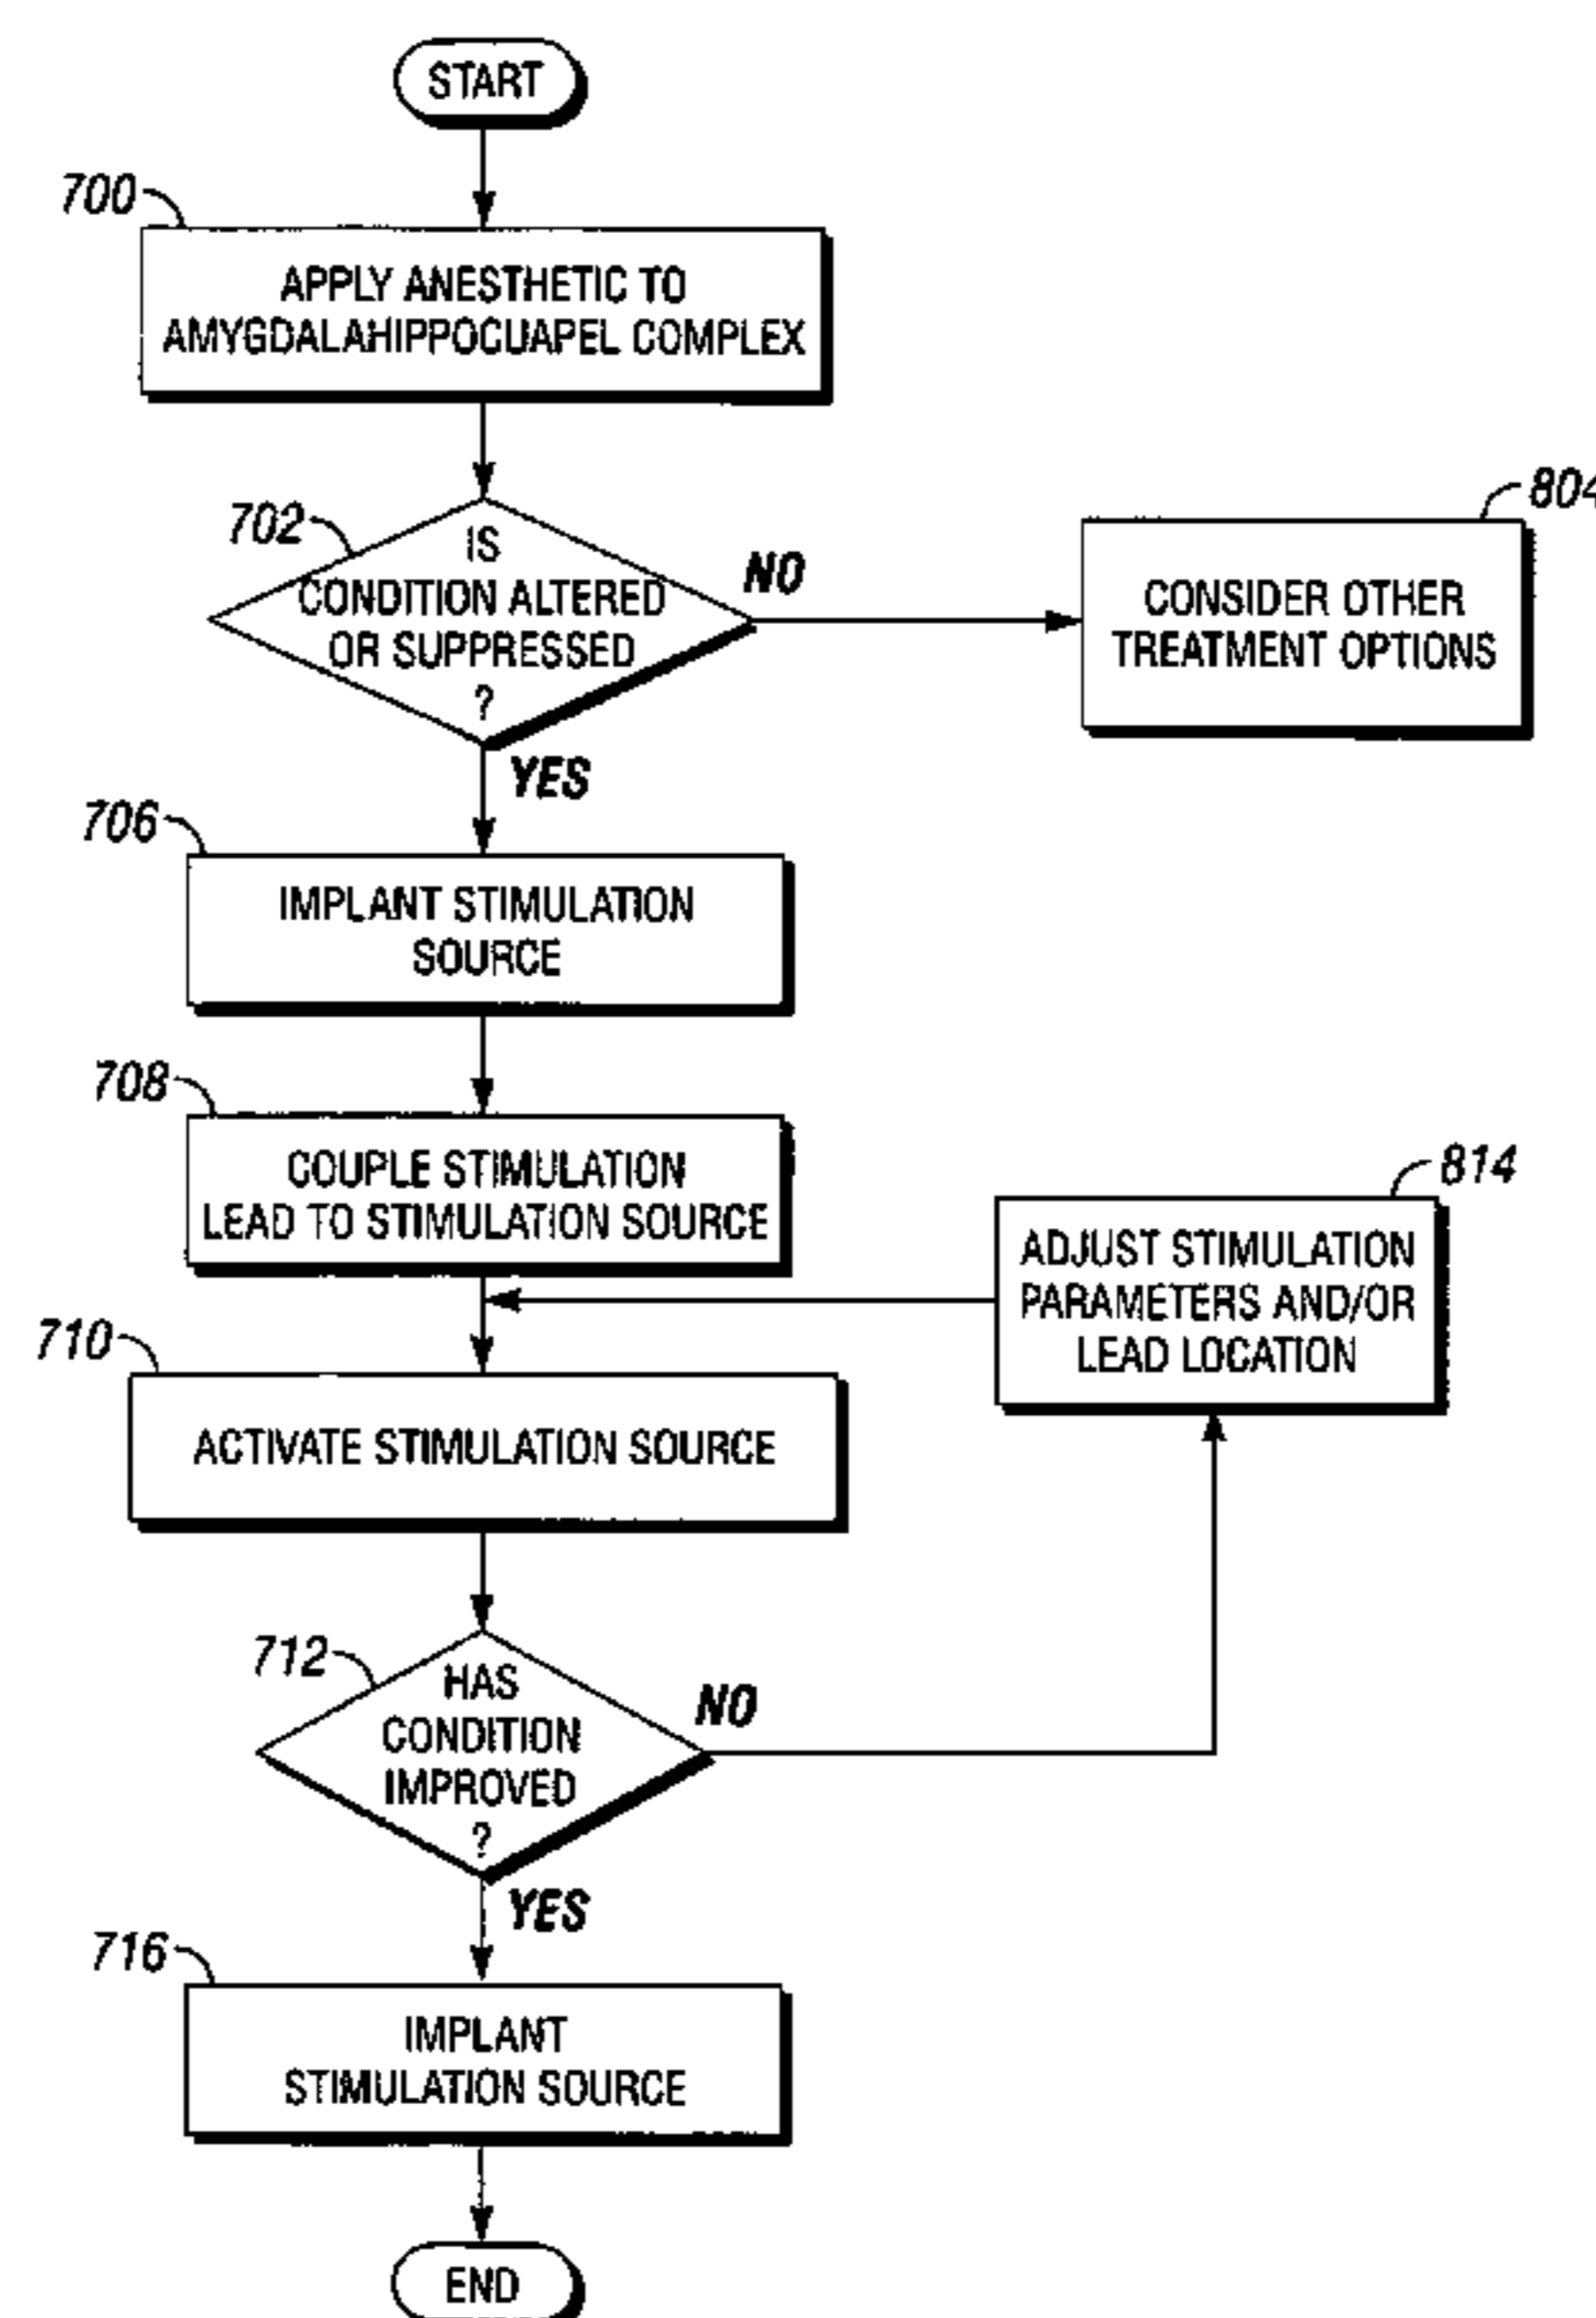 START
700
APPLY ANESTHETIC TO
AMYGDALAHIPPOCUAPEL COMPLEX
702
IS
CONDITION ALTERED
OR SUPPRESSED
?
NO
804
CONSIDER OTHER
TREATMENT OPTIONS
YES
706
IMPLANT STIMULATION
SOURCE
708
COUPLE STIMULATION
LEAD TO STIMULATION SOURCE
814
ADJUST STIMULATION
PARAMETERS AND/OR
LEAD LOCATION
710
ACTIVATE STIMULATION SOURCE
712
HAS
CONDITION
IMPROVED
?
NO
YES
716
IMPLANT
STIMULATION SOURCE
END